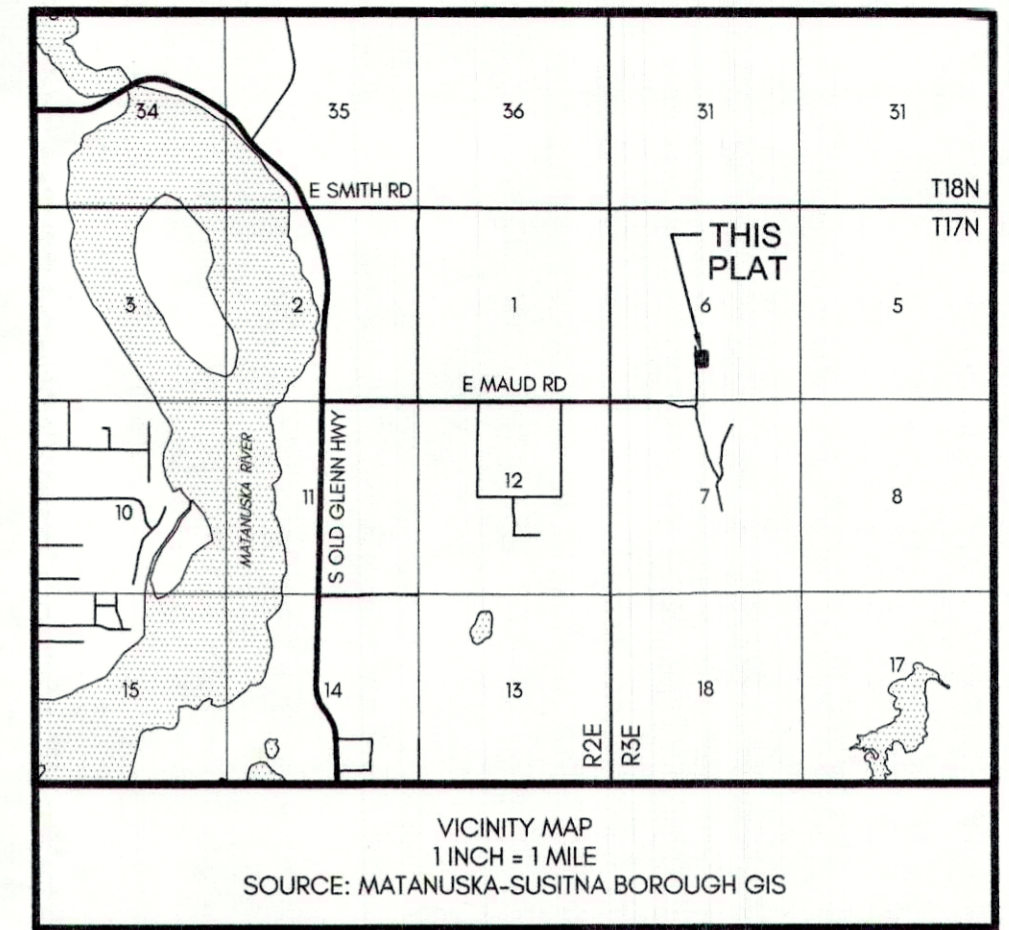 34
35
36
31
31
E SMITH RD
T18N
T17N
THIS
PLAT
3
2
1
6
5
E MAUD RD
MATANUSKA RIVER
S OLD GLENN HWY
10
11
12
7
8
15
14
13
18
17
R2E
R3E
VICINITY MAP
1 INCH = 1 MILE
SOURCE: MATANUSKA-SUSITNA BOROUGH GIS